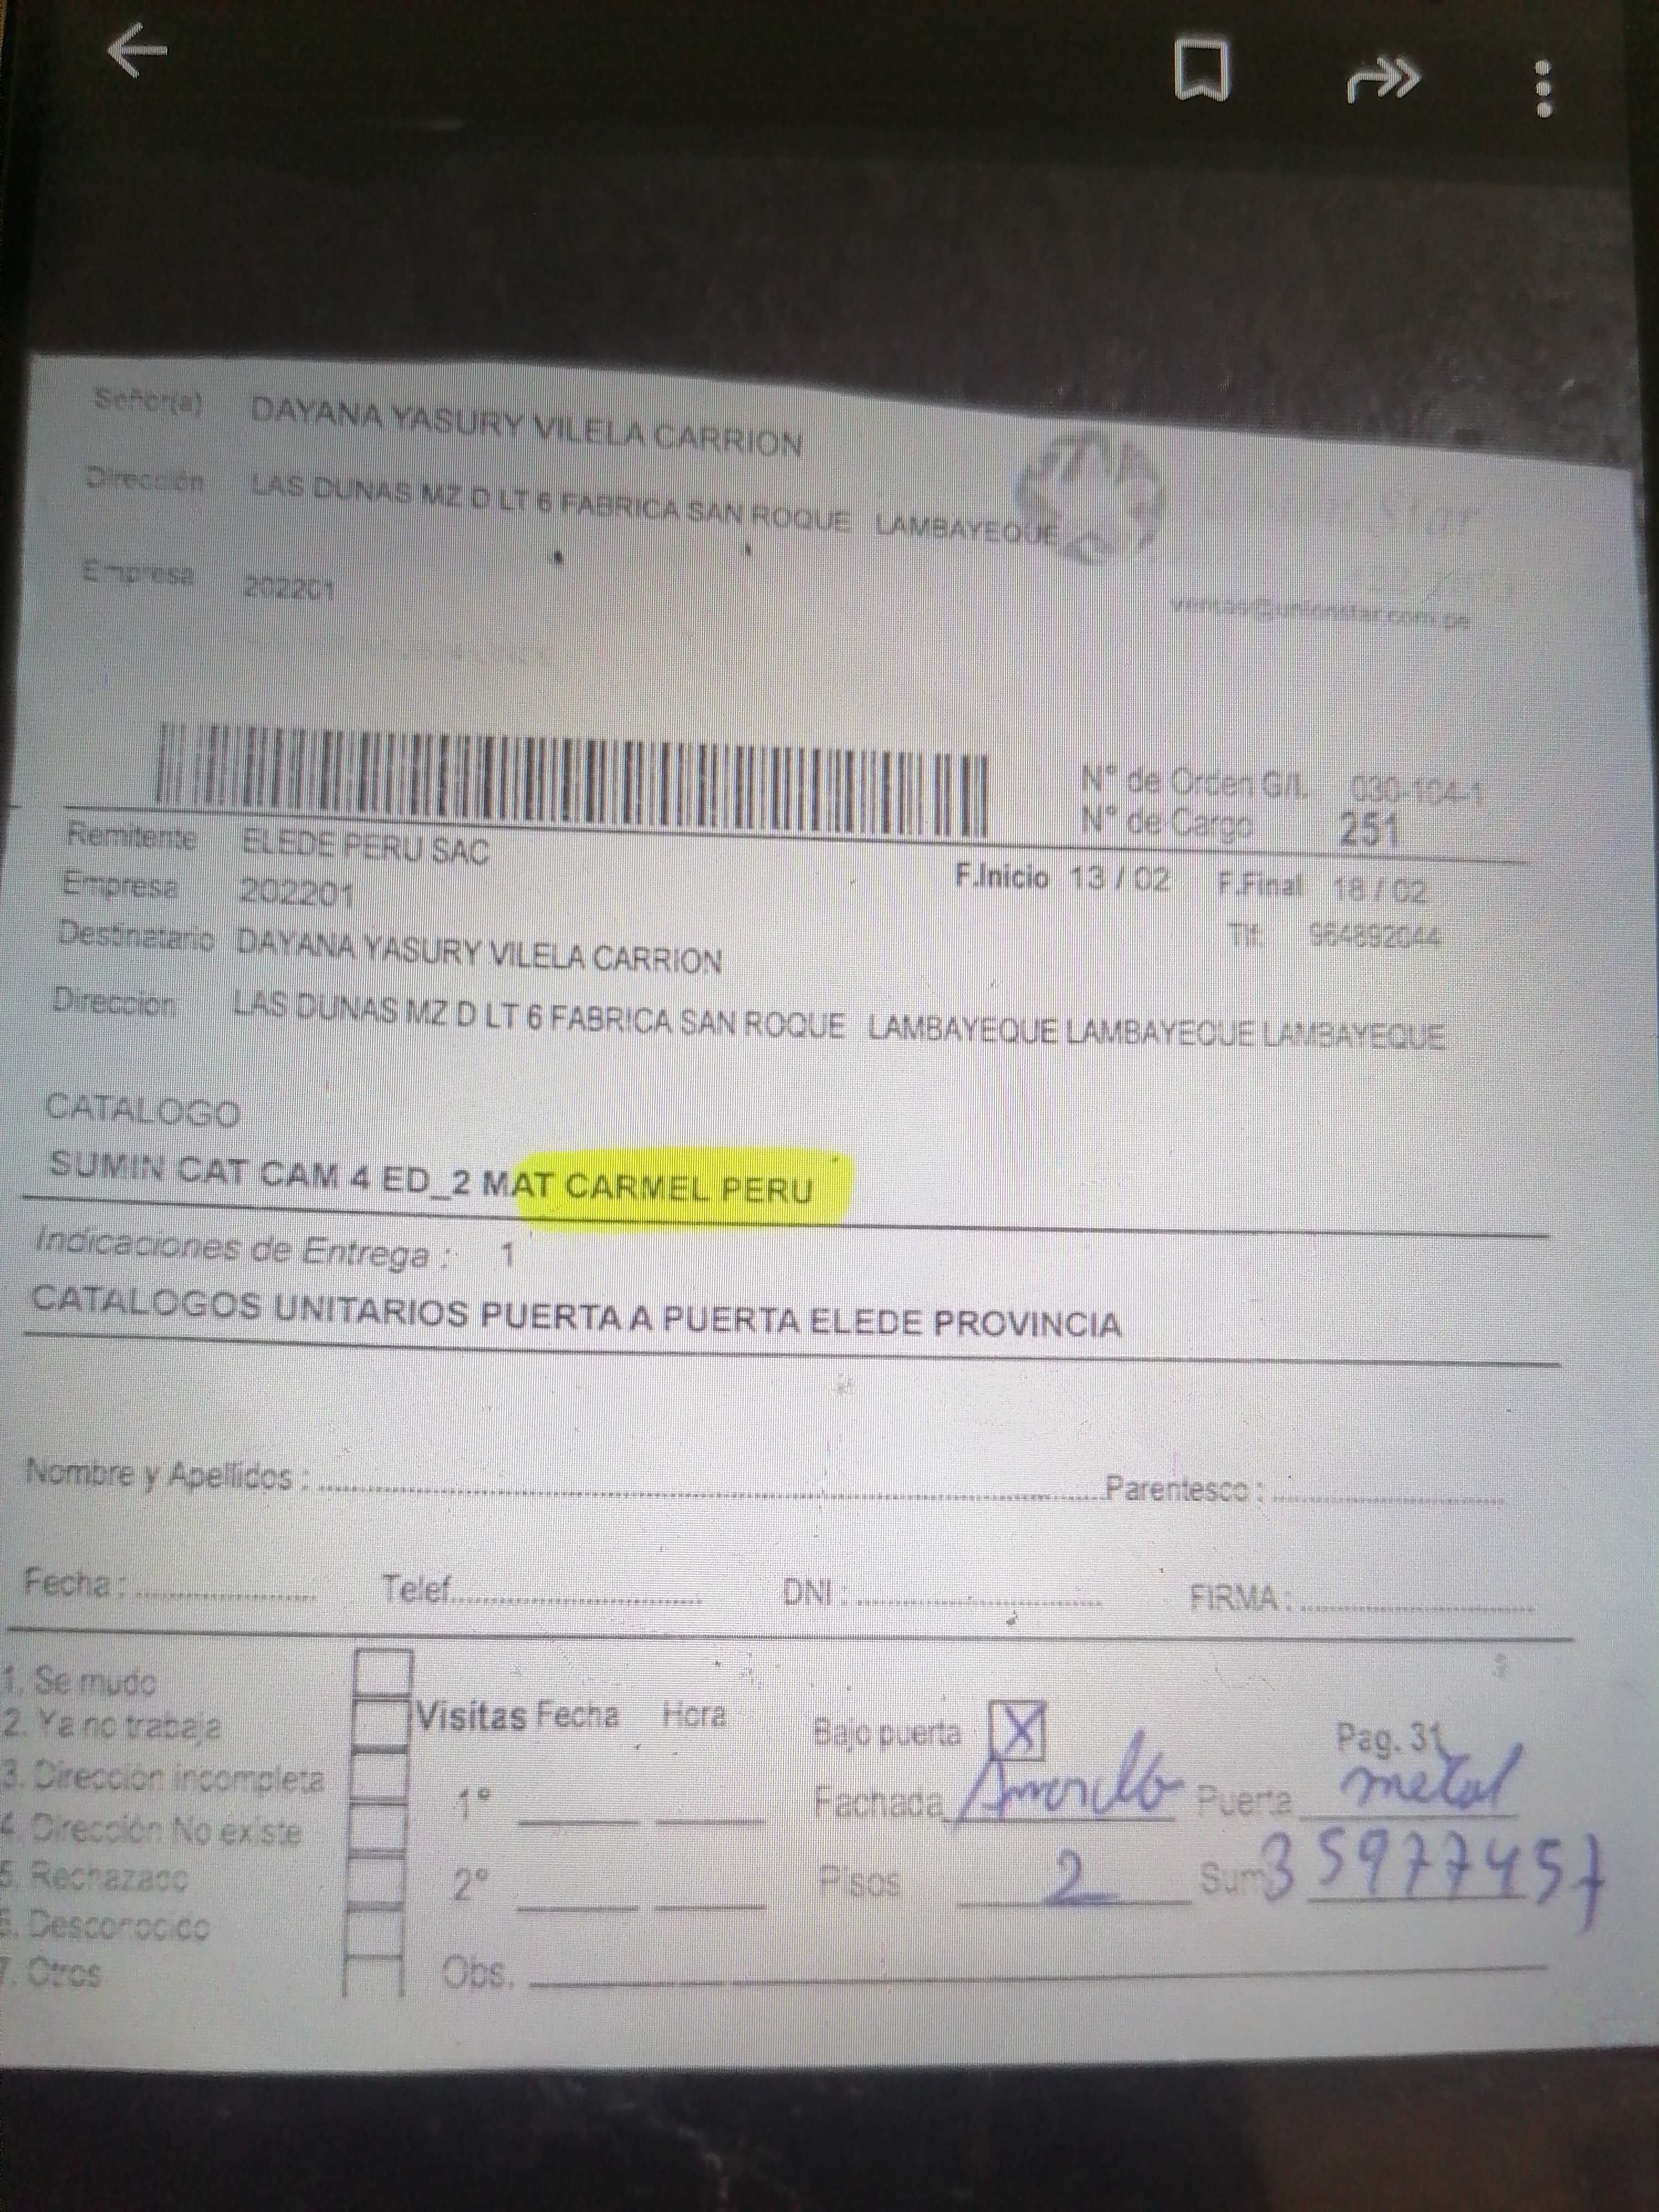 Señor(a) DAYANA YASURY VILELA CARRION
Dirección LAS DUNAS MZ D LT 6 FABRICA SAN ROQUE LAMBAYEQUE
Star
Empresa 202201
ventas@unionstar.com.pe
N° de Orden G/L 030-104-1
N° de Cargo 251
Remitente ELEDE PERU SAC
F.Inicio 13 / 02 F.Final 18 / 02
Empresa 202201
Tlf: 964892044
Destinatario DAYANA YASURY VILELA CARRION
Direccion LAS DUNAS MZ D LT 6 FABRICA SAN ROQUE LAMBAYEQUE LAMBAYEQUE LAMBAYEQUE
CATALOGO
SUMIN CAT CAM 4 ED_2 MAT CARMEL PERU
Indicaciones de Entrega : 1
CATALOGOS UNITARIOS PUERTA A PUERTA ELEDE PROVINCIA
Nombre y Apellidos : Parentesco :
Fecha : Telef. DNI : FIRMA :
1. Se mudo
2. Ya no trabaja
3. Dirección incompleta
4. Dirección No existe
5. Rechazado
6. Desconocido
7. Otros
Visitas Fecha Hora
1°
2°
Obs.
Bajo puerta X Pag. 31
Fachada Amarillo Puerta metal
Pisos 2 Sum 35977457